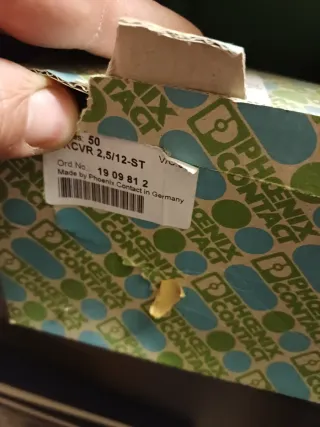 50
CVR 2,5/12-ST
Ord No. 19 09 81 2
Made by Phoenix Contact in Germany
PHOENIX
CONTACT
PHOENIX
CONTACT
PHOENIX
CONTACT
PHOENIX
CONTACT